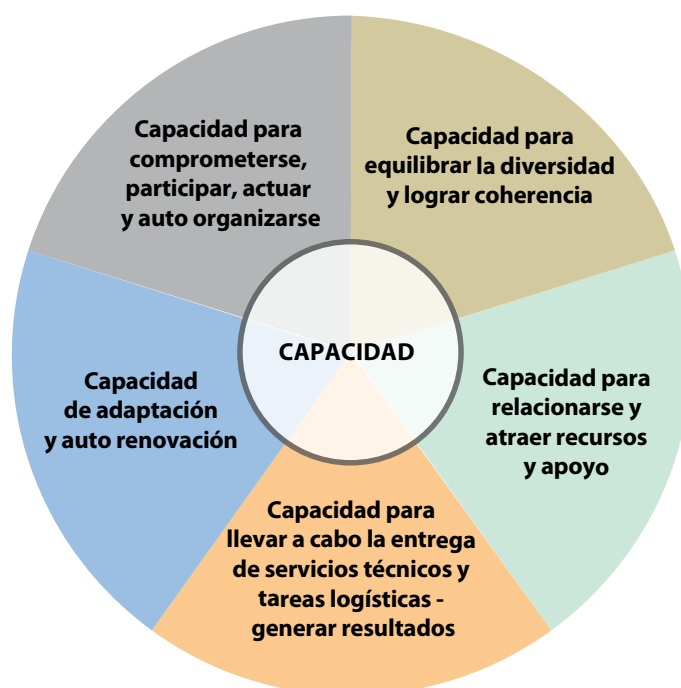 Capacidad para
comprometerse,
participar, actuar
y auto organizarse
Capacidad para
equilibrar la diversidad
y lograr coherencia
CAPACIDAD
Capacidad
de adaptación
y auto renovación
Capacidad para
relacionarse y
atraer recursos
y apoyo
Capacidad para
llevar a cabo la entrega
de servicios técnicos y
tareas logísticas -
generar resultados